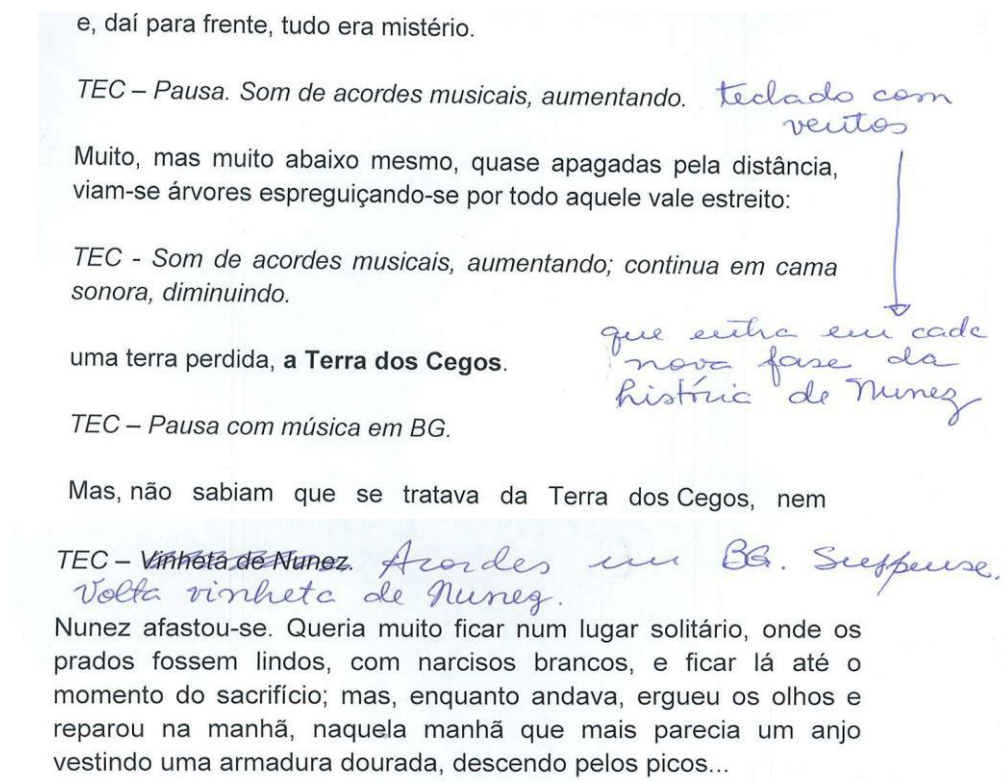 e, daí para frente, tudo era mistério.
TEC – Pausa. Som de acordes musicais, aumentando. teclado com
ventos
Muito, mas muito abaixo mesmo, quase apagadas pela distância,
viam-se árvores espreguiçando-se por todo aquele vale estreito:
TEC - Som de acordes musicais, aumentando; continua em cama
sonora, diminuindo.
que entra em cada
nova fase da
história de Nunez
uma terra perdida, a Terra dos Cegos.
TEC – Pausa com música em BG.
Mas, não sabiam que se tratava da Terra dos Cegos, nem
TEC – Vinheta de Nunez. Acordes em BG. Suspense.
Volta vinheta de Nunez.
Nunez afastou-se. Queria muito ficar num lugar solitário, onde os
prados fossem lindos, com narcisos brancos, e ficar lá até o
momento do sacrifício; mas, enquanto andava, ergueu os olhos e
reparou na manhã, naquela manhã que mais parecia um anjo
vestindo uma armadura dourada, descendo pelos picos...